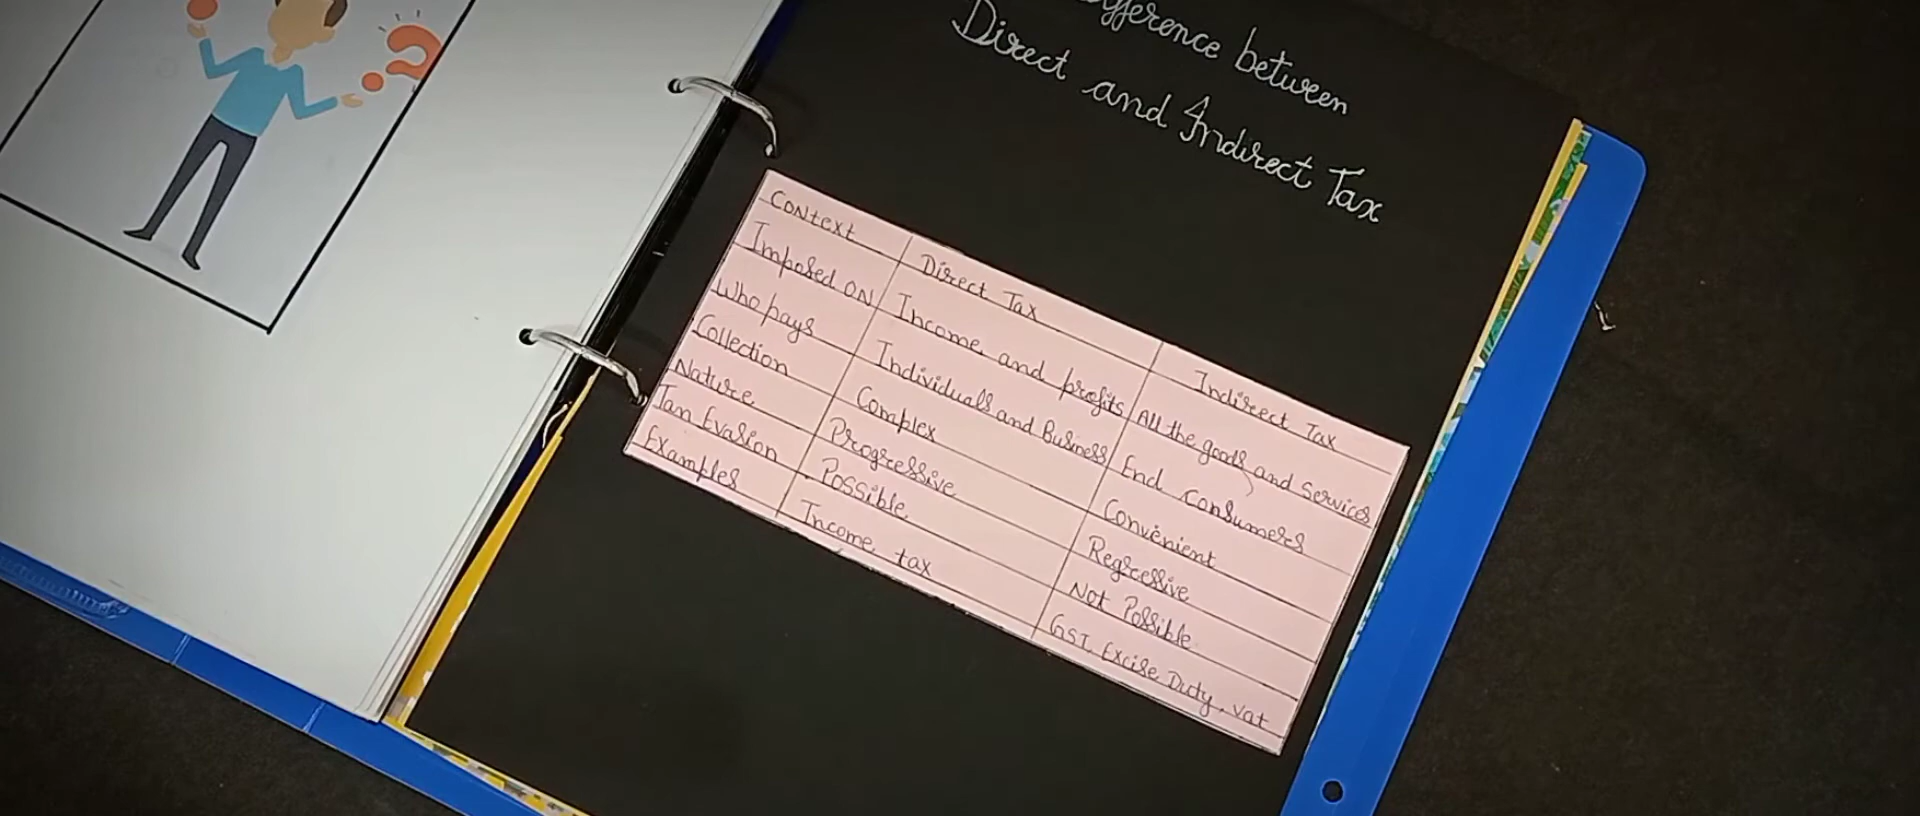 Difference between
Direct and Indirect Tax
Context Direct Tax Indirect Tax
Imposed on Income and profits All the goods and Services
Who pays Individuals and Business End Consumers
Collection Complex Convenient
Nature Progressive Regressive
Tan Evasion Possible Not Possible
Examples Income tax GST, Excise Duty, vat